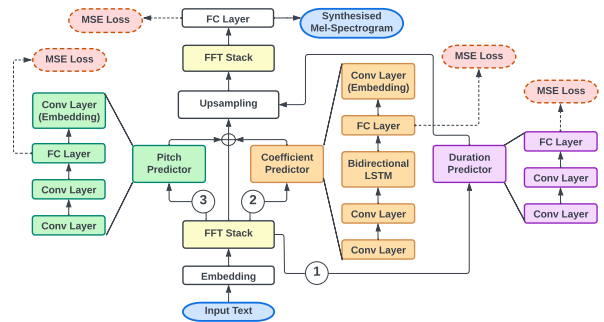 MSE Loss
FC Layer
Synthesised
Mel-Spectrogram
MSE Loss
FFT Stack
MSE Loss
Conv Layer
(Embedding)
Upsampling
Conv Layer
(Embedding)
MSE Loss
FC Layer
FC Layer
FC Layer
Pitch
Predictor
Coefficient
Predictor
Bidirectional
LSTM
Duration
Predictor
Conv Layer
Conv Layer
3
2
Conv Layer
Conv Layer
Conv Layer
FFT Stack
Conv Layer
1
Embedding
Input Text